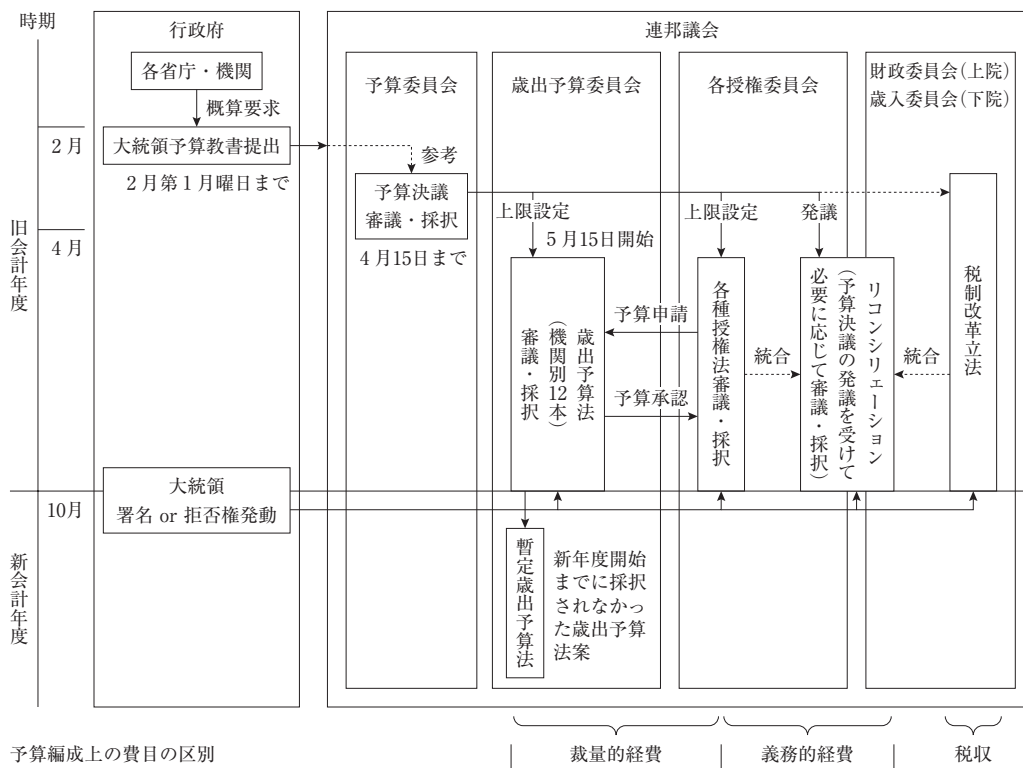 時期
行政府
連邦議会
各省庁・機関
概算要求
大統領予算教書提出
2月第1月曜日まで
2月
4月
10月
旧会計年度
新会計年度
予算委員会
歳出予算委員会
各授権委員会
財政委員会(上院)
歳入委員会(下院)
参考
予算決議
審議・採択
4月15日まで
上限設定
5月15日開始
上限設定
発議
歳出予算法
(機関別12本)
審議・採択
予算申請
予算承認
各種授権法審議・採択
統合
リコンシリェーション
(予算決議の発議を受けて
必要に応じて審議・採択)
統合
税制改革立法
大統領
署名 or 拒否権発動
暫定歳出予算法
新年度開始
までに採択
されなかっ
た歳出予算
法案
予算編成上の費目の区別
裁量的経費
義務的経費
税収